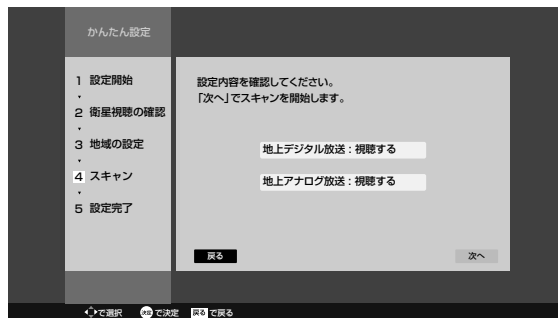 かんたん設定
1 設定開始
2 衛星視聴の確認
3 地域の設定
4 スキャン
5 設定完了
設定内容を確認してください。
「次へ」でスキャンを開始します。
地上デジタル放送：視聴する
地上アナログ放送：視聴する
戻る
次へ
で選択 決定 で決定 戻る で戻る